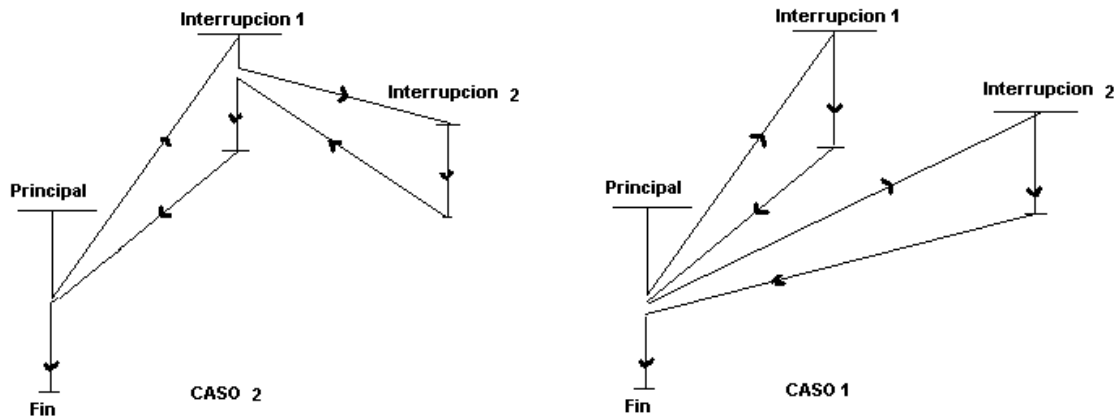 Interrupcion 1
Interrupcion 2
Principal
CASO 2
Fin
Interrupcion 1
Interrupcion 2
Principal
CASO 1
Fin